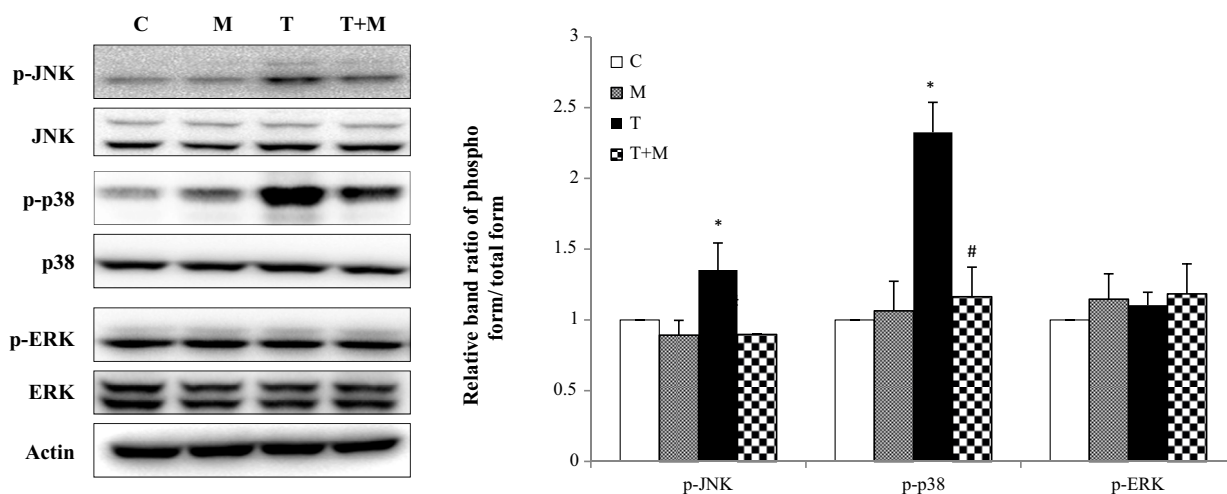 C M T T+M
p-JNK
JNK
p-p38
p38
p-ERK
ERK
Actin
Relative band ratio of phospho
form/ total form
3
2.5
2
1.5
1
0.5
0
C
M
T
T+M
*
*
#
p-JNK p-p38 p-ERK